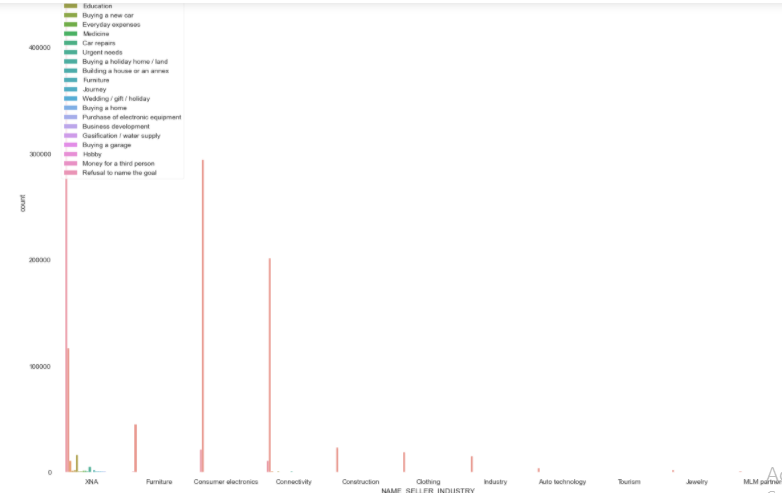 Education
Buying a new car
Everyday expenses
Medicine
Car repairs
Urgent needs
Buying a holiday home / land
Building a house or an annex
Furniture
Journey
Wedding / gift / holiday
Buying a home
Purchase of electronic equipment
Business development
Gasification / water supply
Buying a garage
Hobby
Money for a third person
Refusal to name the goal
400000
300000
200000
100000
0
count
XNA Furniture Consumer electronics Connectivity Construction Clothing Industry Auto technology Tourism Jewelry MLM partne
NAME_SELLER_INDUSTRY